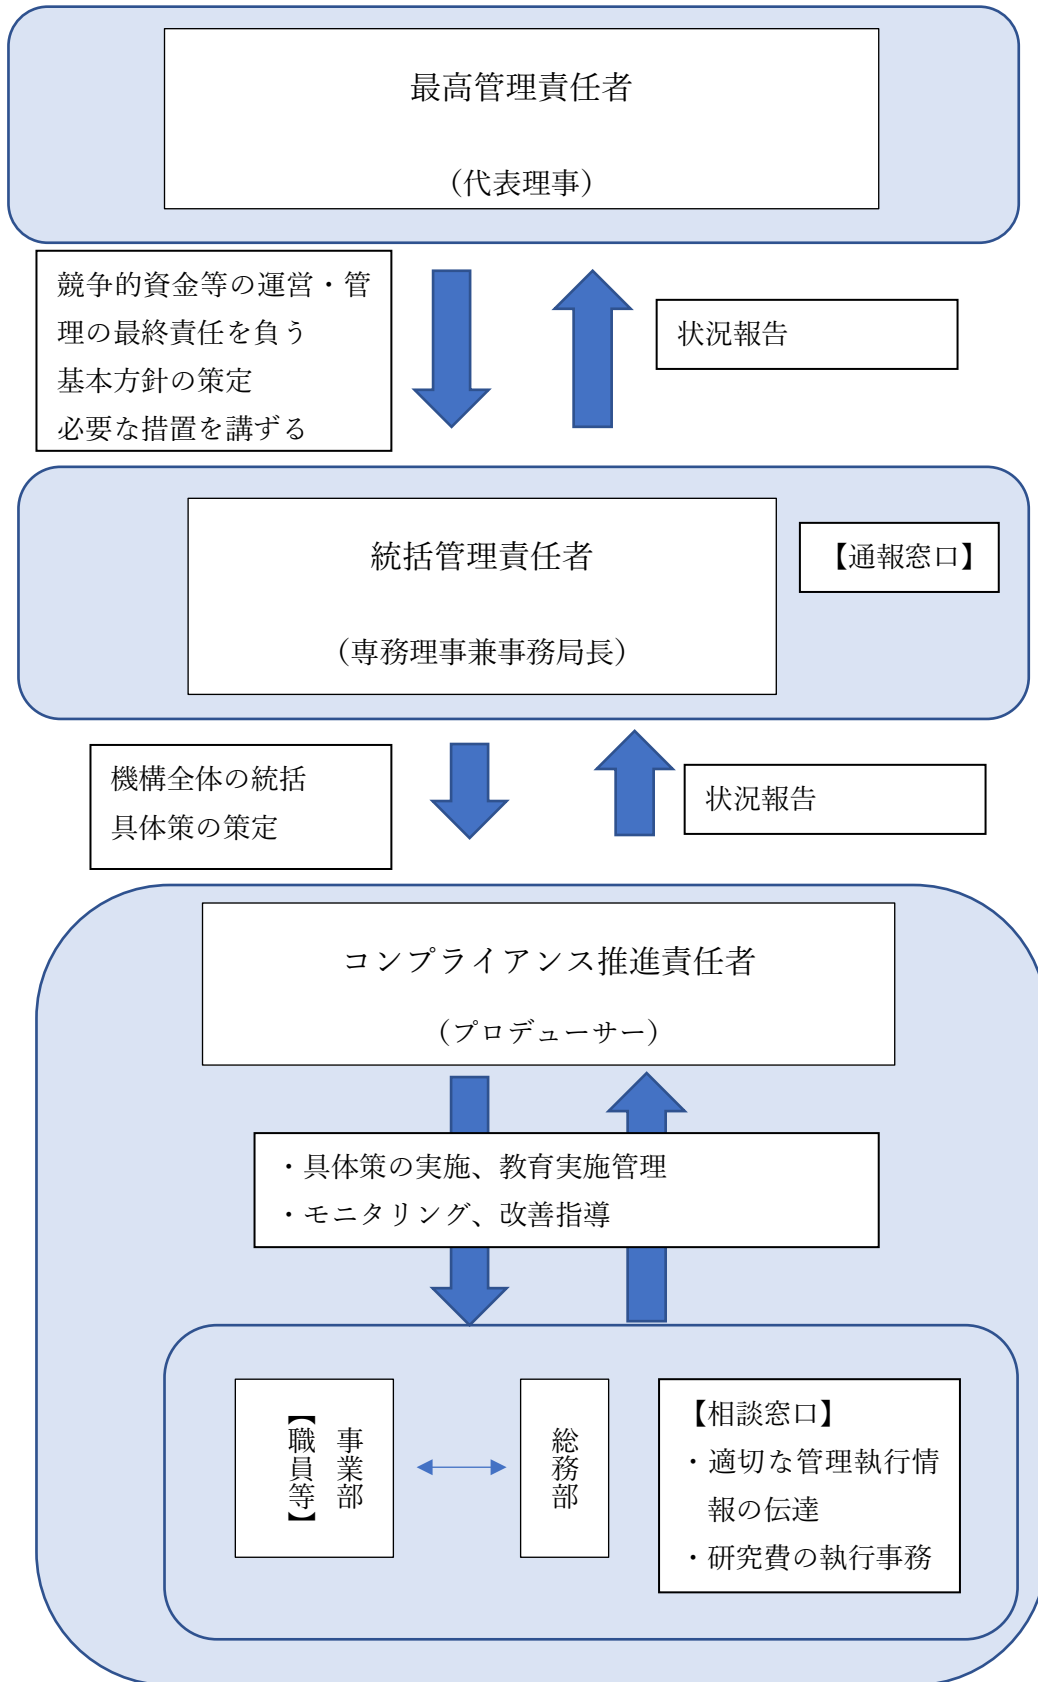 最高管理責任者
（代表理事）
競争的資金等の運営・管
理の最終責任を負う
基本方針の策定
必要な措置を講ずる
状況報告
統括管理責任者
（専務理事兼事務局長）
【通報窓口】
機構全体の統括
具体策の策定
状況報告
コンプライアンス推進責任者
（プロデューサー）
・具体策の実施、教育実施管理
・モニタリング、改善指導
事業部
【職員等】
総務部
【相談窓口】
・適切な管理執行情
報の伝達
・研究費の執行事務